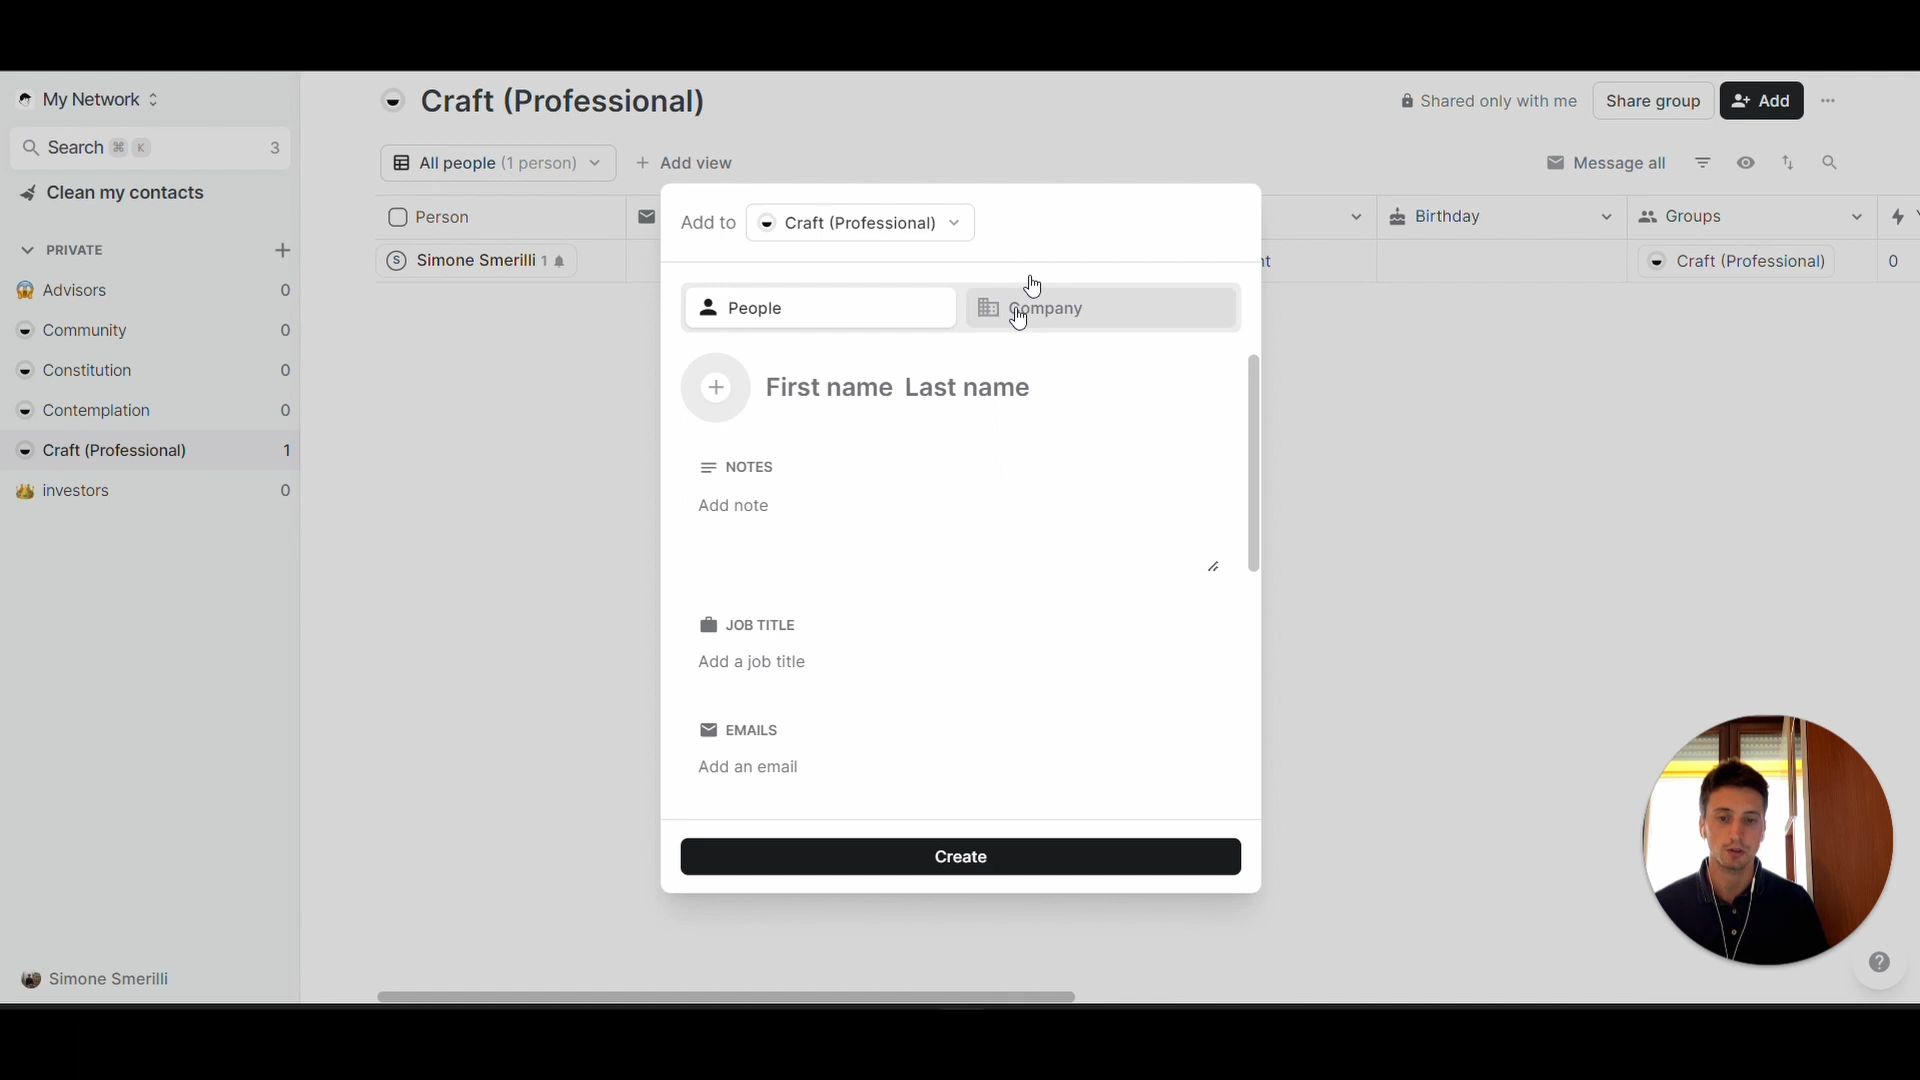 My Network
Search ⌘ K 3
Clean my contacts
PRIVATE
Advisors 0
Community 0
Constitution 0
Contemplation 0
Craft (Professional) 1
investors 0
Simone Smerilli
Craft (Professional)
Shared only with me
Share group
Add
All people (1 person)
Add view
Message all
Person
Birthday
Groups
S Simone Smerilli 1
Craft (Professional)
0
Add to Craft (Professional)
People
Company
First name Last name
NOTES
Add note
JOB TITLE
Add a job title
EMAILS
Add an email
Create